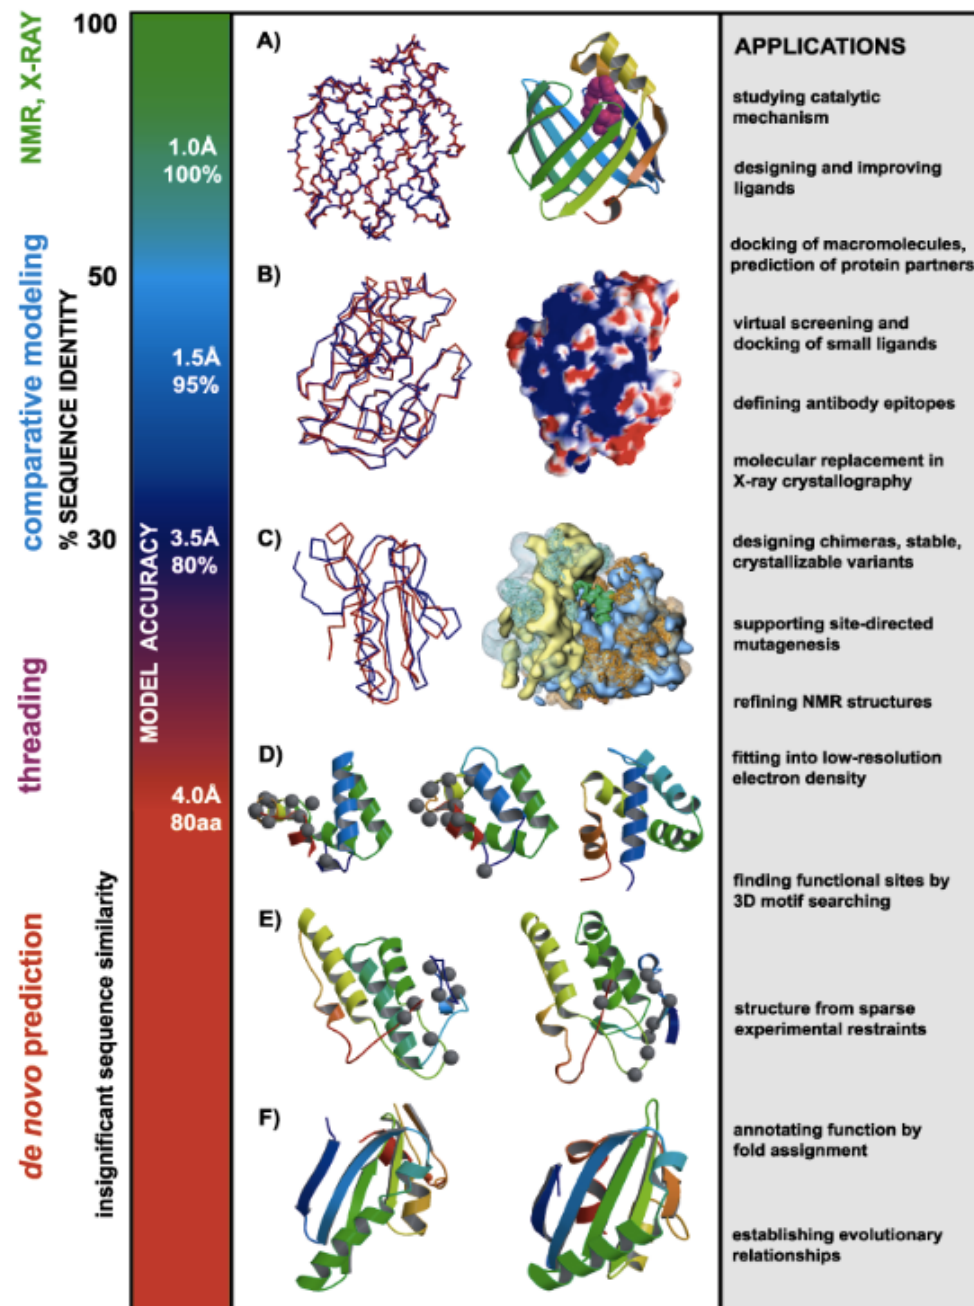 NMR, X-RAY
comparative modeling
threading
de novo prediction
100
50
30
% SEQUENCE IDENTITY
insignificant sequence similarity
MODEL ACCURACY
1.0Å
100%
1.5Å
95%
3.5Å
80%
4.0Å
80aa
A)
B)
C)
D)
E)
F)
APPLICATIONS
studying catalytic
mechanism
designing and improving
ligands
docking of macromolecules,
prediction of protein partners
virtual screening and
docking of small ligands
defining antibody epitopes
molecular replacement in
X-ray crystallography
designing chimeras, stable,
crystallizable variants
supporting site-directed
mutagenesis
refining NMR structures
fitting into low-resolution
electron density
finding functional sites by
3D motif searching
structure from sparse
experimental restraints
annotating function by
fold assignment
establishing evolutionary
relationships